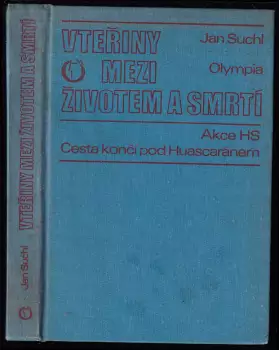 VTEŘINY
MEZI
ŽIVOTEM A SMRTÍ
Jan Suchl
Olympia
Akce HS
Cesta končí pod Huascaránem
Jan Suchl
VTEŘINY MEZI ŽIVOTEM A SMRTÍ